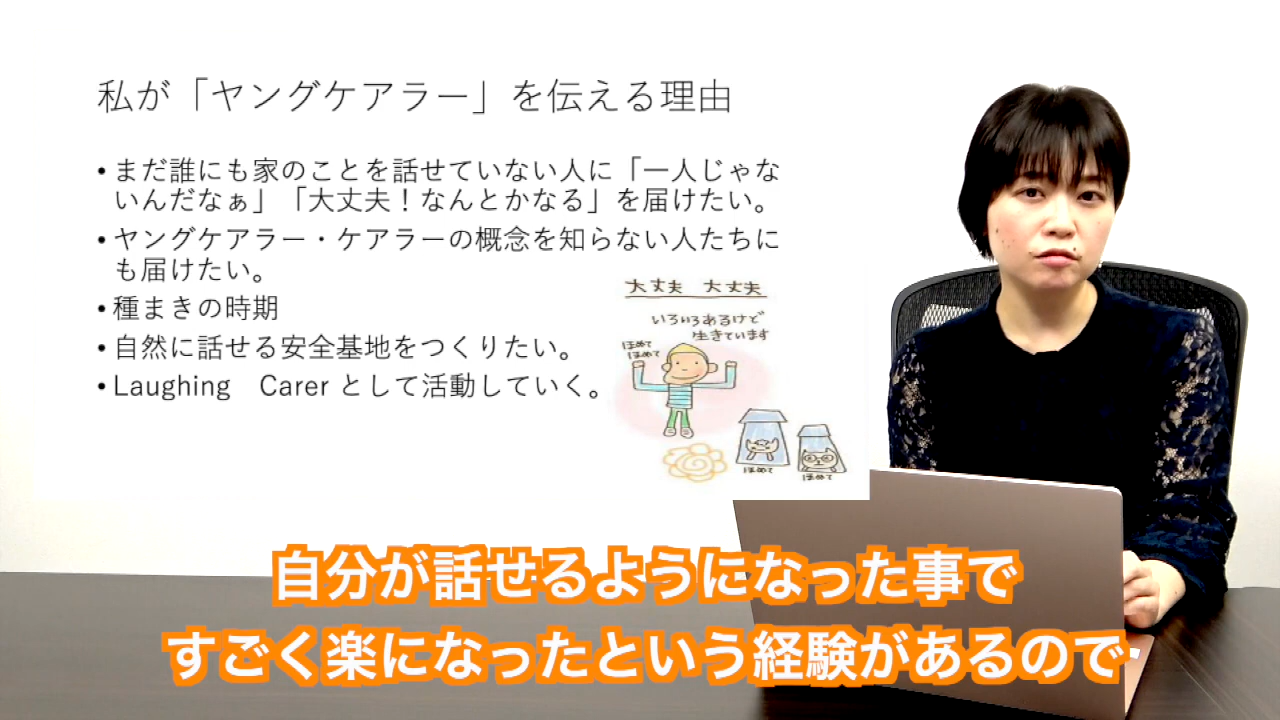 私が「ヤングケアラー」を伝える理由
• まだ誰にも家のことを話せていない人に「一人じゃな
いんだなぁ」「大丈夫！なんとかなる」を届けたい。
• ヤングケアラー・ケアラーの概念を知らない人たちに
も届けたい。
• 種まきの時期
• 自然に話せる安全基地をつくりたい。
• Laughing　Carer として活動していく。
大丈夫　大丈夫
いろいろあるけど
生きています
ほめて
ほめて
ほめて
ほめて
自分が話せるようになった事で
すごく楽になったという経験があるので